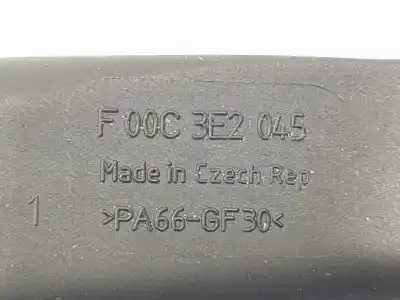 F 00C 3E2 045
Made in Czech Rep
1
>PA66-GF30<